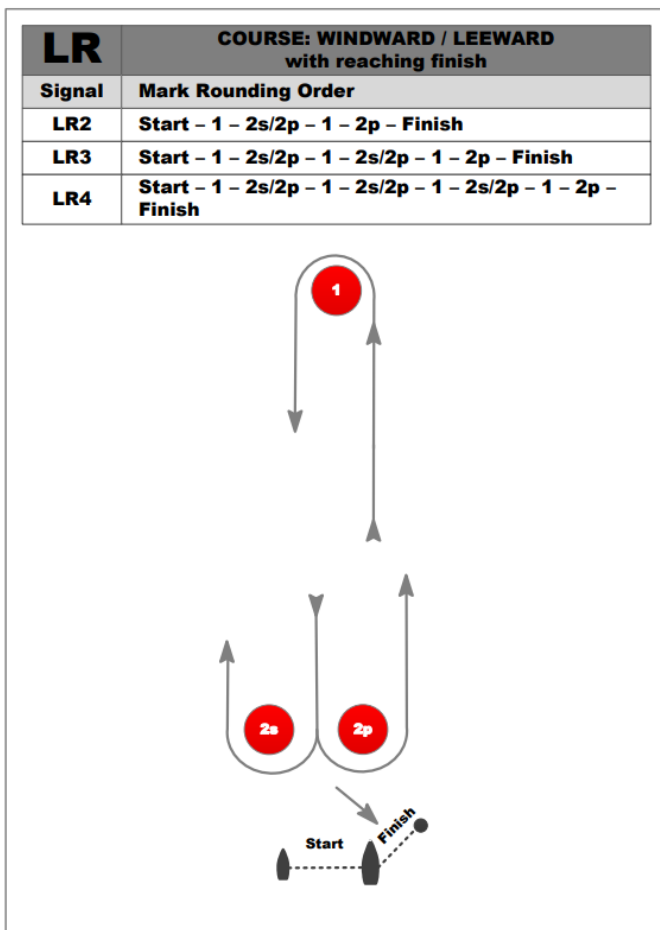 LR
COURSE: WINDWARD / LEEWARD
with reaching finish
Signal
Mark Rounding Order
LR2
Start – 1 – 2s/2p – 1 – 2p – Finish
LR3
Start – 1 – 2s/2p – 1 – 2s/2p – 1 – 2p – Finish
LR4
Start – 1 – 2s/2p – 1 – 2s/2p – 1 – 2s/2p – 1 – 2p –
Finish
1
2s
2p
Start
Finish